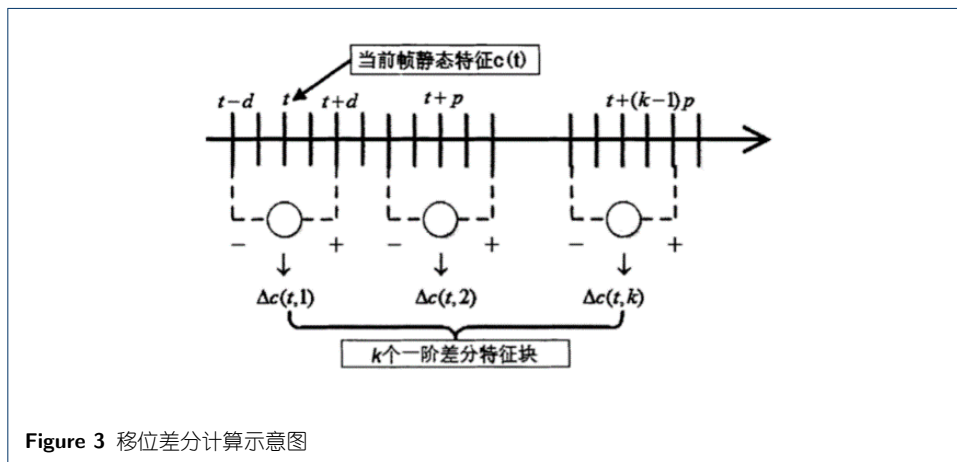 当前帧静态特征c(t)
t−d t t+d t+p t+(k−1)p
− + − + − +
Δc(t,1) Δc(t,2) Δc(t,k)
k个一阶差分特征块
Figure 3 移位差分计算示意图